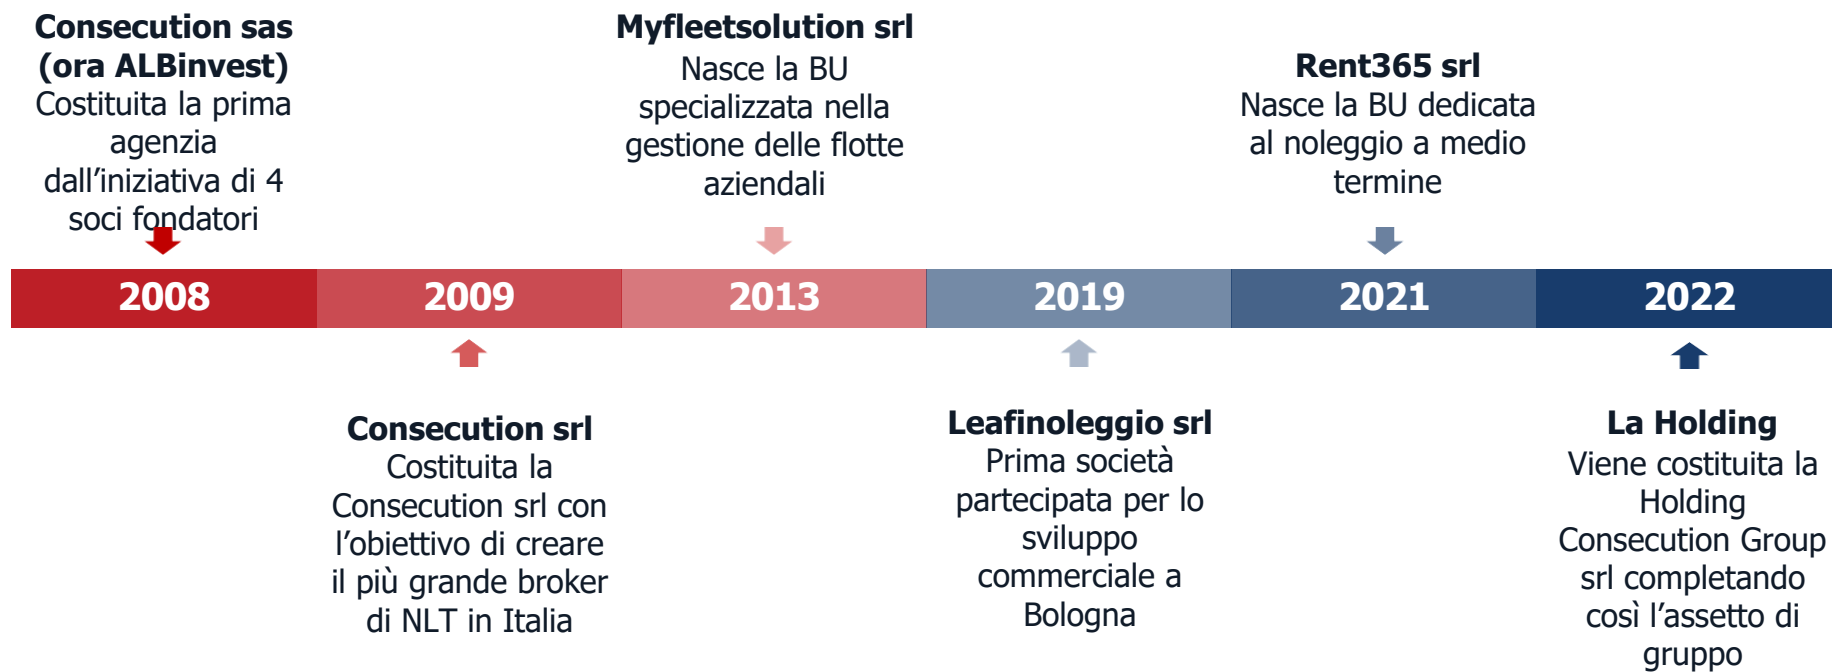 Consecution sas
(ora ALBinvest)
Costituita la prima
agenzia
dall’iniziativa di 4
soci fondatori
Myfleetsolution srl
Nasce la BU
specializzata nella
gestione delle flotte
aziendali
Rent365 srl
Nasce la BU dedicata
al noleggio a medio
termine
2008
2009
2013
2019
2021
2022
Consecution srl
Costituita la
Consecution srl con
l’obiettivo di creare
il più grande broker
di NLT in Italia
Leafinoleggio srl
Prima società
partecipata per lo
sviluppo
commerciale a
Bologna
La Holding
Viene costituita la
Holding
Consecution Group
srl completando
così l’assetto di
gruppo